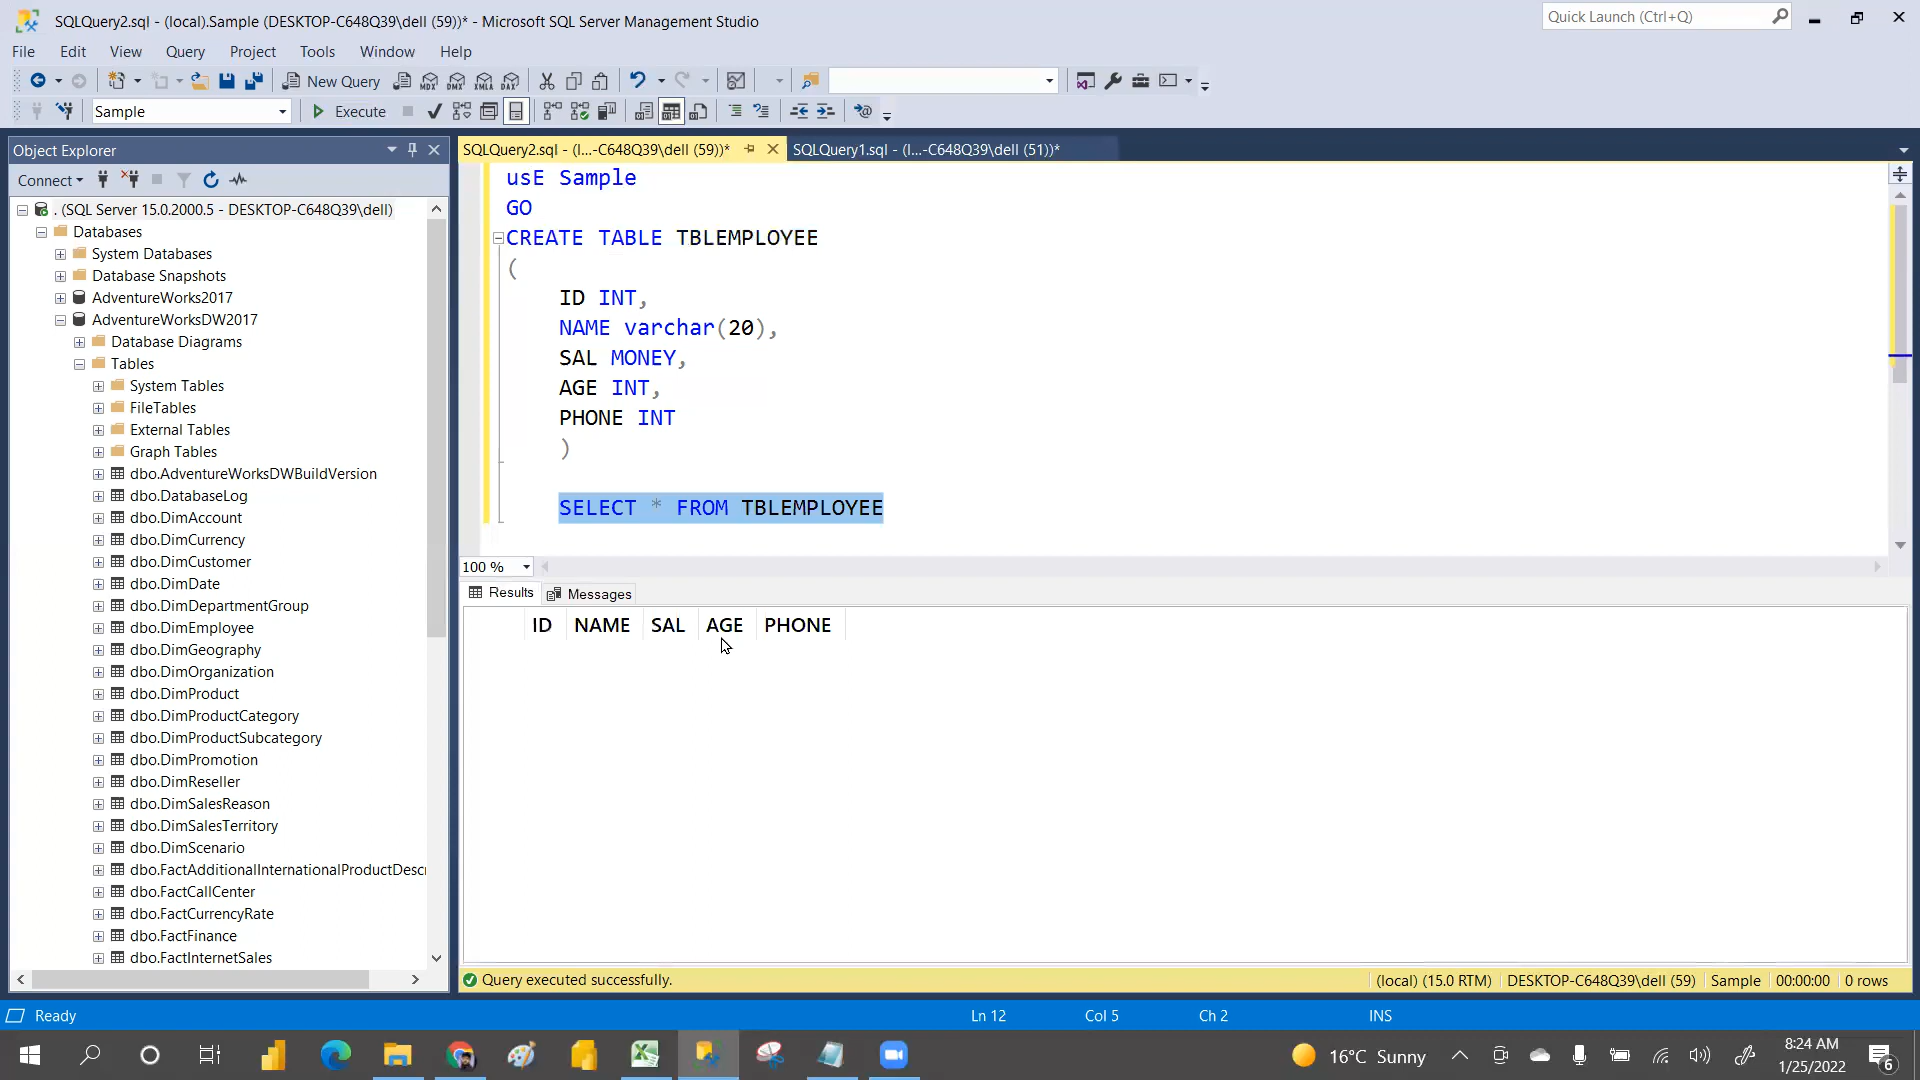 SQLQuery2.sql - (local).Sample (DESKTOP-C648Q39\dell (59))* - Microsoft SQL Server Management Studio
Quick Launch (Ctrl+Q)
File Edit View Query Project Tools Window Help
New Query
MDX DMX XMLA DAX
Sample
Execute
Object Explorer
SQLQuery2.sql - (l...-C648Q39\dell (59))*
SQLQuery1.sql - (l...-C648Q39\dell (51))*
Connect
. (SQL Server 15.0.2000.5 - DESKTOP-C648Q39\dell)
Databases
System Databases
Database Snapshots
AdventureWorks2017
AdventureWorksDW2017
Database Diagrams
Tables
System Tables
FileTables
External Tables
Graph Tables
dbo.AdventureWorksDWBuildVersion
dbo.DatabaseLog
dbo.DimAccount
dbo.DimCurrency
dbo.DimCustomer
dbo.DimDate
dbo.DimDepartmentGroup
dbo.DimEmployee
dbo.DimGeography
dbo.DimOrganization
dbo.DimProduct
dbo.DimProductCategory
dbo.DimProductSubcategory
dbo.DimPromotion
dbo.DimReseller
dbo.DimSalesReason
dbo.DimSalesTerritory
dbo.DimScenario
dbo.FactAdditionalInternationalProductDescr
dbo.FactCallCenter
dbo.FactCurrencyRate
dbo.FactFinance
dbo.FactInternetSales
usE Sample
GO
CREATE TABLE TBLEMPLOYEE
(
ID INT,
NAME varchar(20),
SAL MONEY,
AGE INT,
PHONE INT
)
SELECT * FROM TBLEMPLOYEE
100 %
Results Messages
ID NAME SAL AGE PHONE
Query executed successfully.
(local) (15.0 RTM) DESKTOP-C648Q39\dell (59) Sample 00:00:00 0 rows
Ready Ln 12 Col 5 Ch 2 INS
16°C Sunny
8:24 AM
1/25/2022
6